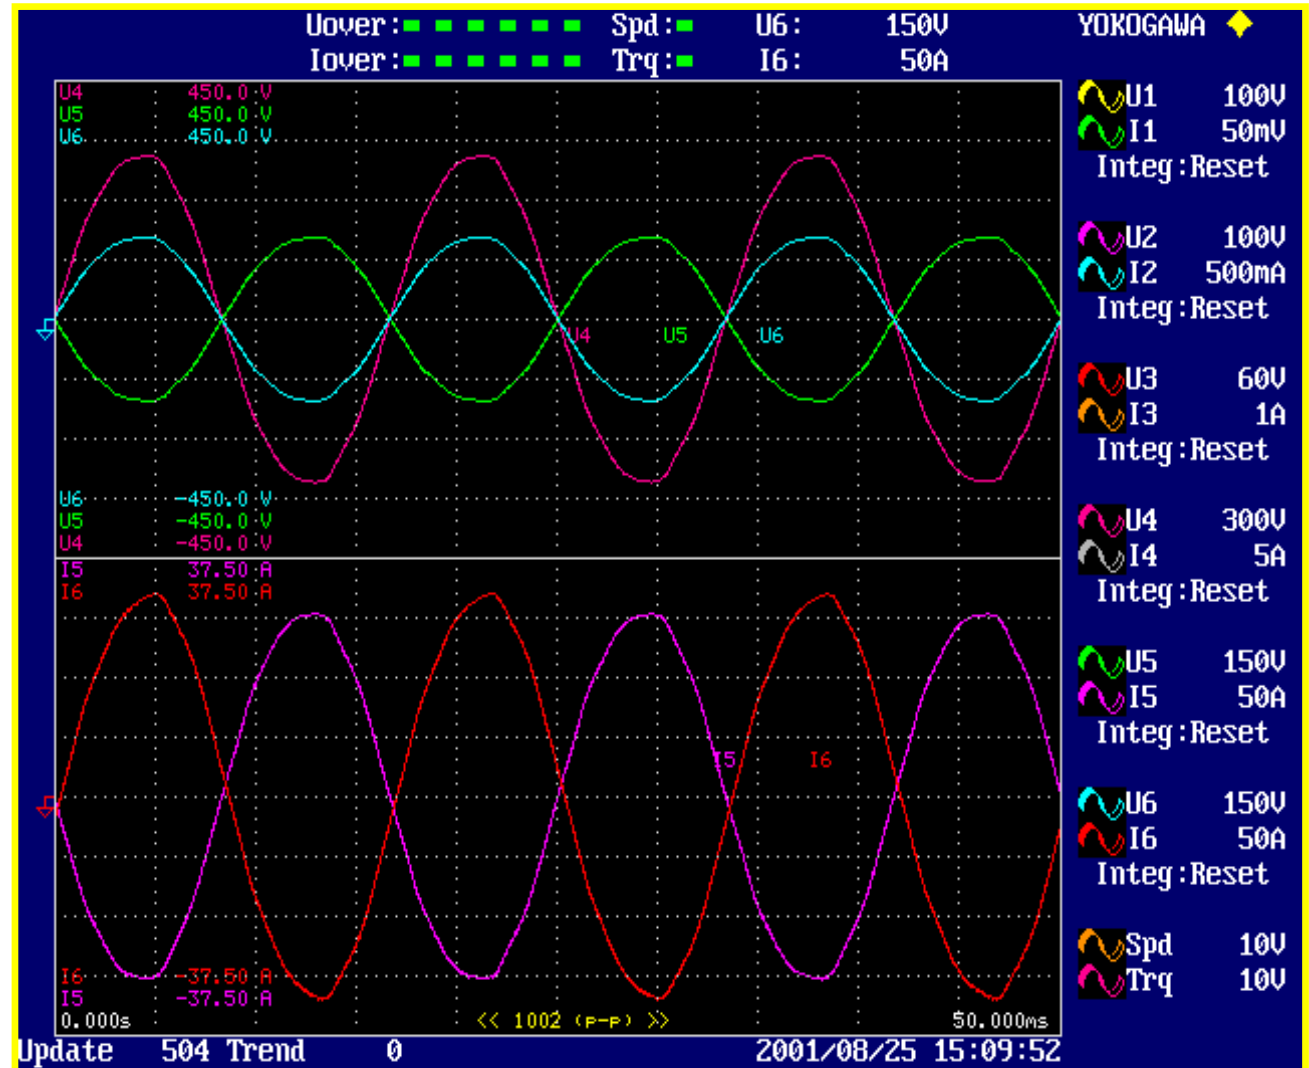 Uover: Spd: U6: 150V YOKOGAWA
Iover: Trq: I6: 50A
U4 450.0 V
U5 450.0 V
U6 450.0 V
U4 U5 U6
U6 -450.0 V
U5 -450.0 V
U4 -450.0 V
I5 37.50 A
I6 37.50 A
I5 I6
I6 -37.50 A
I5 -37.50 A
0.000s << 1002 (p-p) >> 50.000ms
U1 100V
I1 50mV
Integ:Reset
U2 100V
I2 500mA
Integ:Reset
U3 60V
I3 1A
Integ:Reset
U4 300V
I4 5A
Integ:Reset
U5 150V
I5 50A
Integ:Reset
U6 150V
I6 50A
Integ:Reset
Spd 10V
Trq 10V
Update 504 Trend 0 2001/08/25 15:09:52